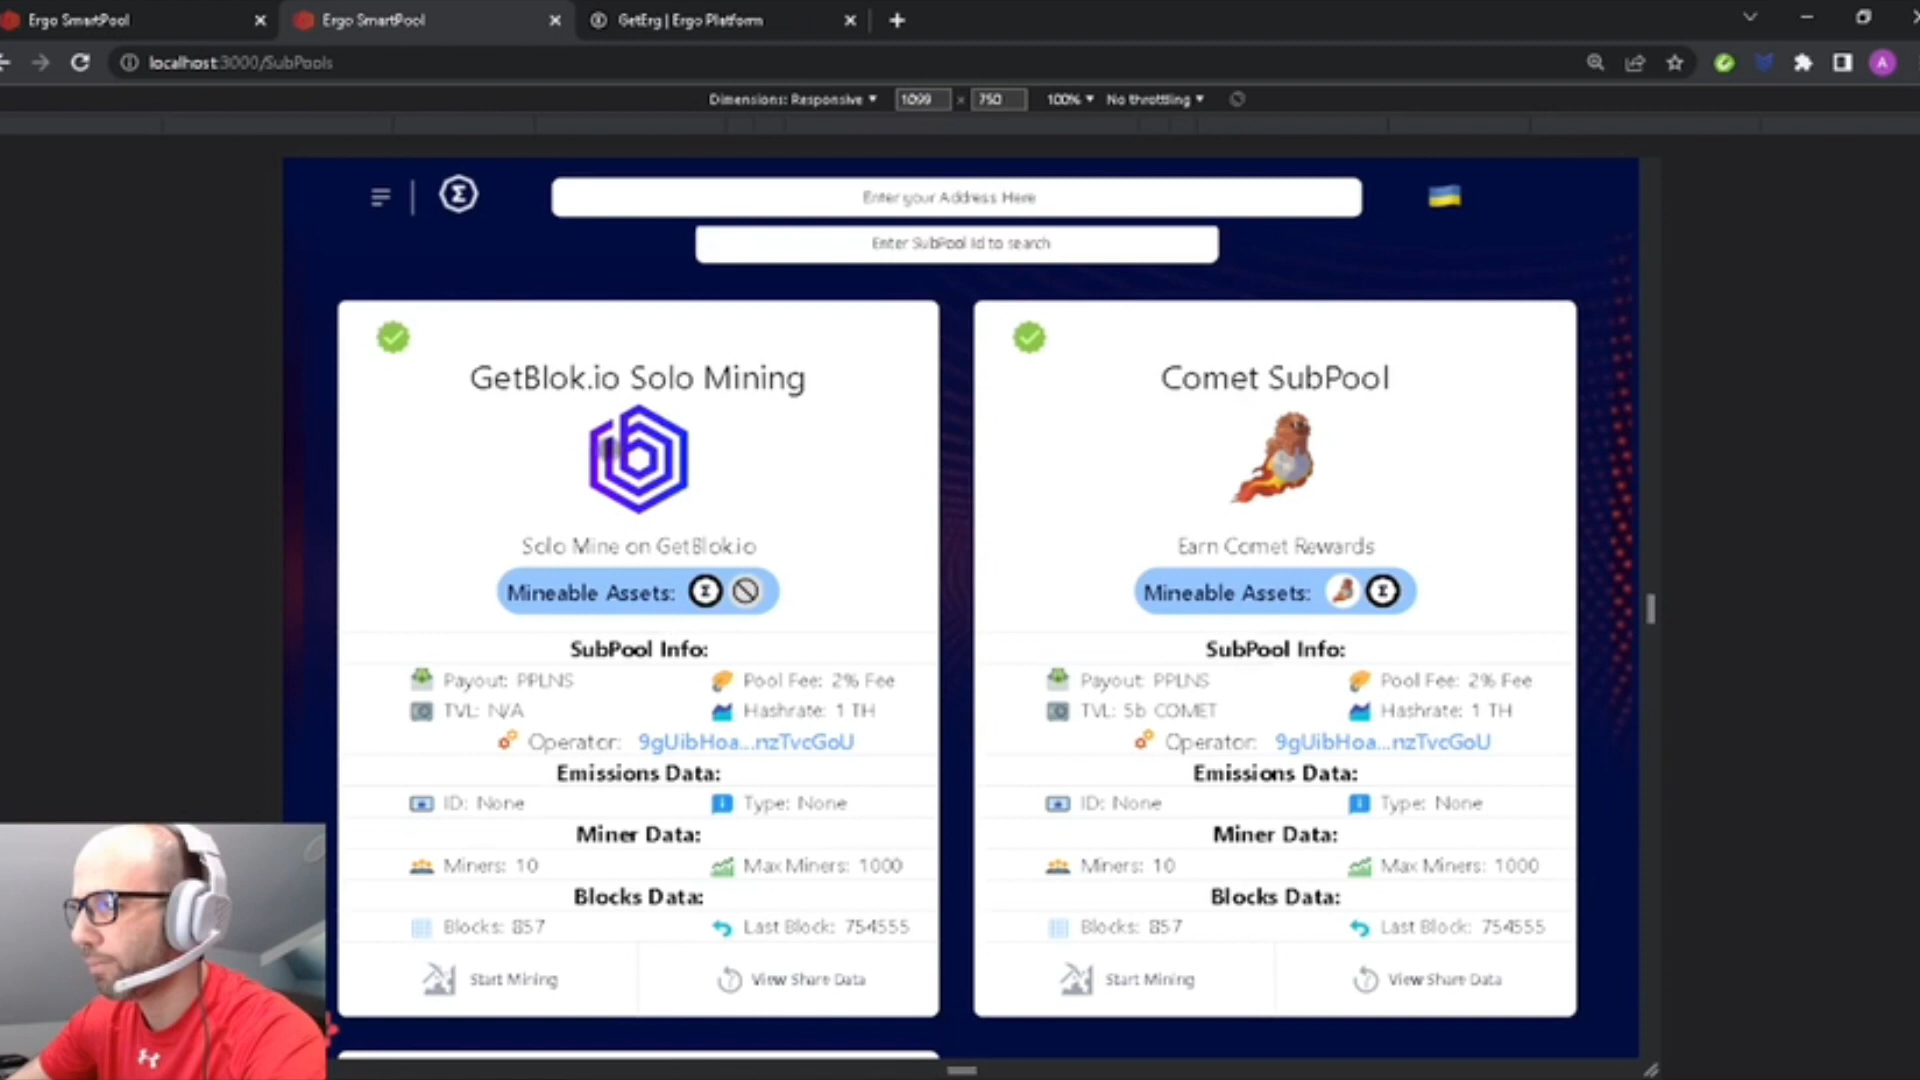 Ergo SmartPool
Ergo SmartPool
GetErg | Ergo Platform
localhost:3000/SubPools
A
Dimensions: Responsive
1099
×
750
100%
No throttling
Enter your Address Here
Enter SubPool Id to search
GetBlok.io Solo Mining
Solo Mine on GetBlok.io
Mineable Assets:
SubPool Info:
Payout: PPLNS
Pool Fee: 2% Fee
TVL: N/A
Hashrate: 1 TH
Operator: 9gUibHoa...nzTvcGoU
Emissions Data:
ID: None
Type: None
Miner Data:
Miners: 10
Max Miners: 1000
Blocks Data:
Blocks: 857
Last Block: 754555
Start Mining
View Share Data
Comet SubPool
Earn Comet Rewards
Mineable Assets:
SubPool Info:
Payout: PPLNS
Pool Fee: 2% Fee
TVL: 5b COMET
Hashrate: 1 TH
Operator: 9gUibHoa...nzTvcGoU
Emissions Data:
ID: None
Type: None
Miner Data:
Miners: 10
Max Miners: 1000
Blocks Data:
Blocks: 857
Last Block: 754555
Start Mining
View Share Data